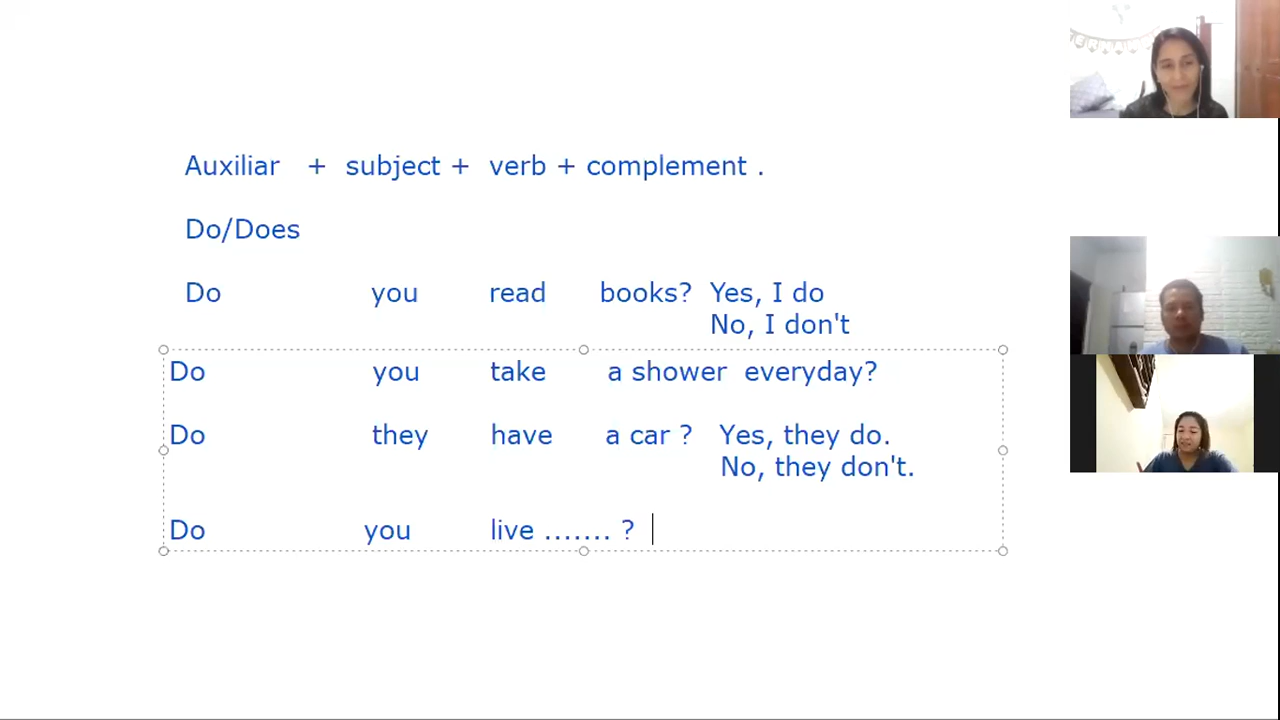 Auxiliar + subject + verb + complement .
Do/Does
Do you read books? Yes, I do
No, I don't
Do you take a shower everyday?
Do they have a car ? Yes, they do.
No, they don't.
Do you live ....... ?